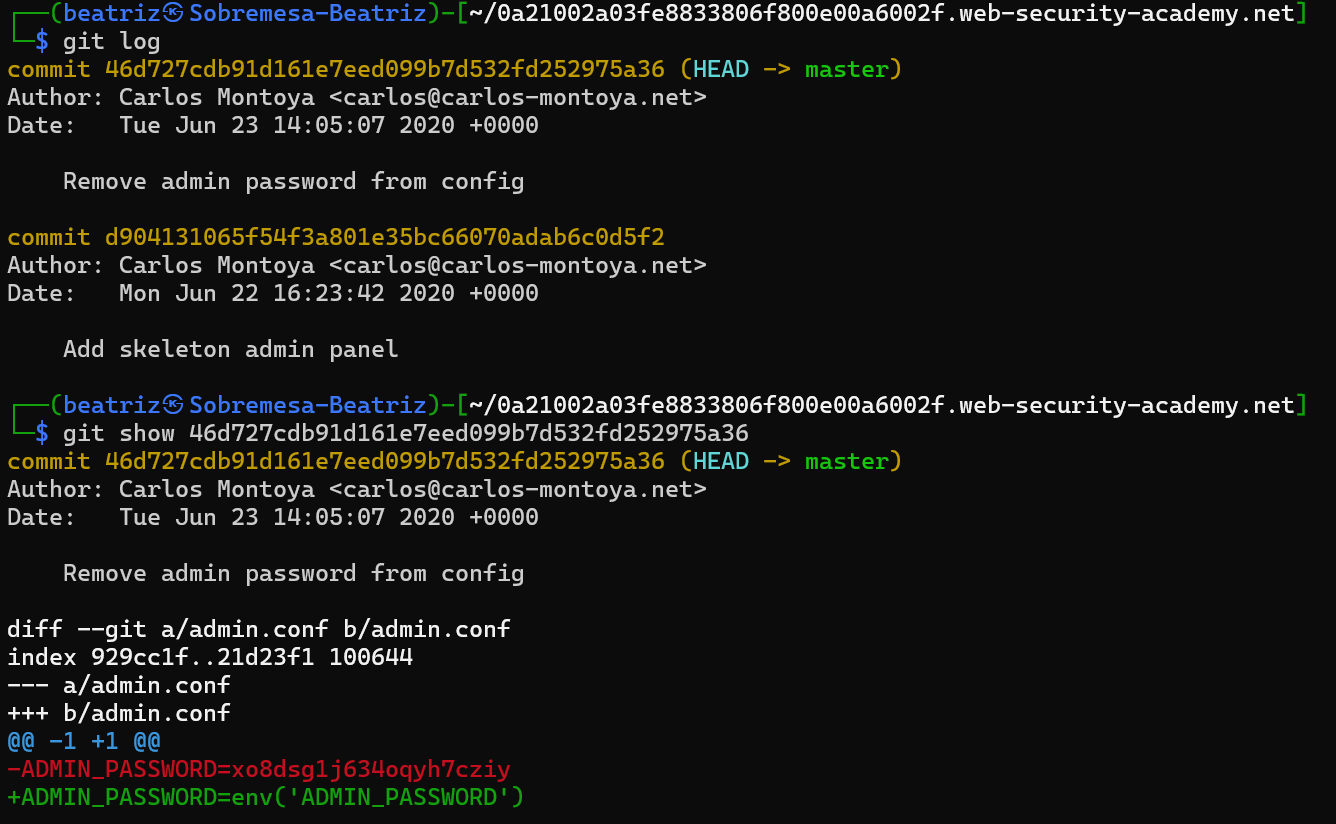 ┌──(beatriz㉿Sobremesa-Beatriz)-[~/0a21002a03fe8833806f800e00a6002f.web-security-academy.net]
└─$ git log
commit 46d727cdb91d161e7eed099b7d532fd252975a36 (HEAD -> master)
Author: Carlos Montoya <carlos@carlos-montoya.net>
Date:   Tue Jun 23 14:05:07 2020 +0000

    Remove admin password from config

commit d904131065f54f3a801e35bc66070adab6c0d5f2
Author: Carlos Montoya <carlos@carlos-montoya.net>
Date:   Mon Jun 22 16:23:42 2020 +0000

    Add skeleton admin panel

┌──(beatriz㉿Sobremesa-Beatriz)-[~/0a21002a03fe8833806f800e00a6002f.web-security-academy.net]
└─$ git show 46d727cdb91d161e7eed099b7d532fd252975a36
commit 46d727cdb91d161e7eed099b7d532fd252975a36 (HEAD -> master)
Author: Carlos Montoya <carlos@carlos-montoya.net>
Date:   Tue Jun 23 14:05:07 2020 +0000

    Remove admin password from config

diff --git a/admin.conf b/admin.conf
index 929cc1f..21d23f1 100644
--- a/admin.conf
+++ b/admin.conf
@@ -1 +1 @@
-ADMIN_PASSWORD=xo8dsg1j634oqyh7cziy
+ADMIN_PASSWORD=env('ADMIN_PASSWORD')